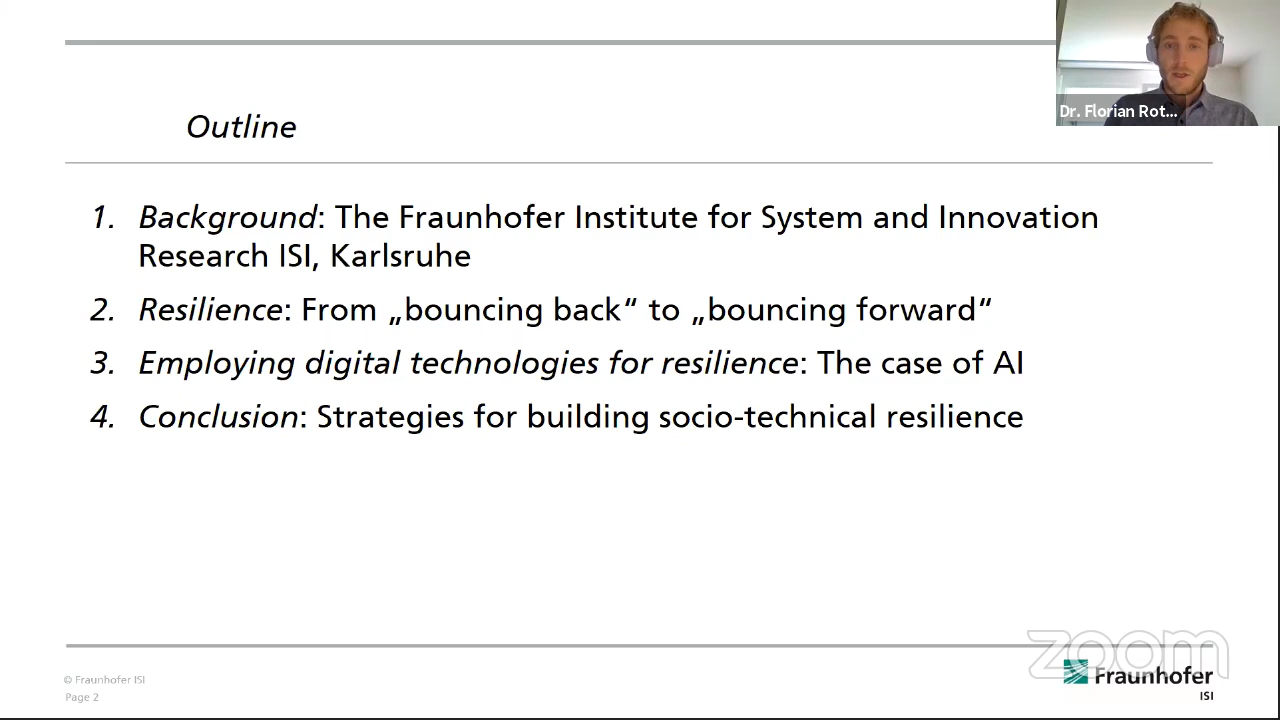 Dr. Florian Rot...
Outline
1. Background: The Fraunhofer Institute for System and Innovation
Research ISI, Karlsruhe
2. Resilience: From „bouncing back“ to „bouncing forward“
3. Employing digital technologies for resilience: The case of AI
4. Conclusion: Strategies for building socio-technical resilience
zoom
© Fraunhofer ISI
Page 2
Fraunhofer
ISI